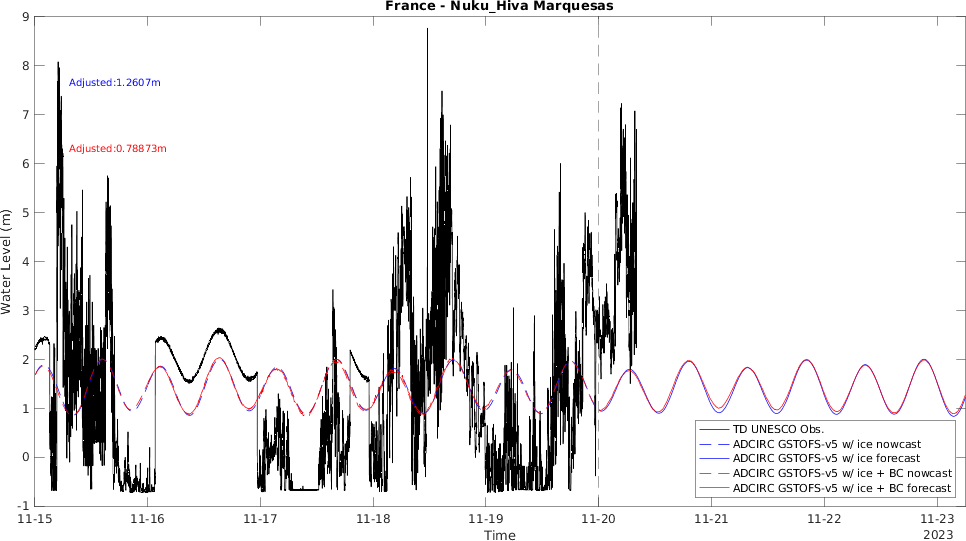 France - Nuku_Hiva Marquesas
9
8
7
6
5
4
3
2
1
0
-1
Water Level (m)
Adjusted:1.2607m
Adjusted:0.78873m
TD UNESCO Obs.
ADCIRC GSTOFS-v5 w/ ice nowcast
ADCIRC GSTOFS-v5 w/ ice forecast
ADCIRC GSTOFS-v5 w/ ice + BC nowcast
ADCIRC GSTOFS-v5 w/ ice + BC forecast
11-15 11-16 11-17 11-18 11-19 11-20 11-21 11-22 11-23
2023
Time